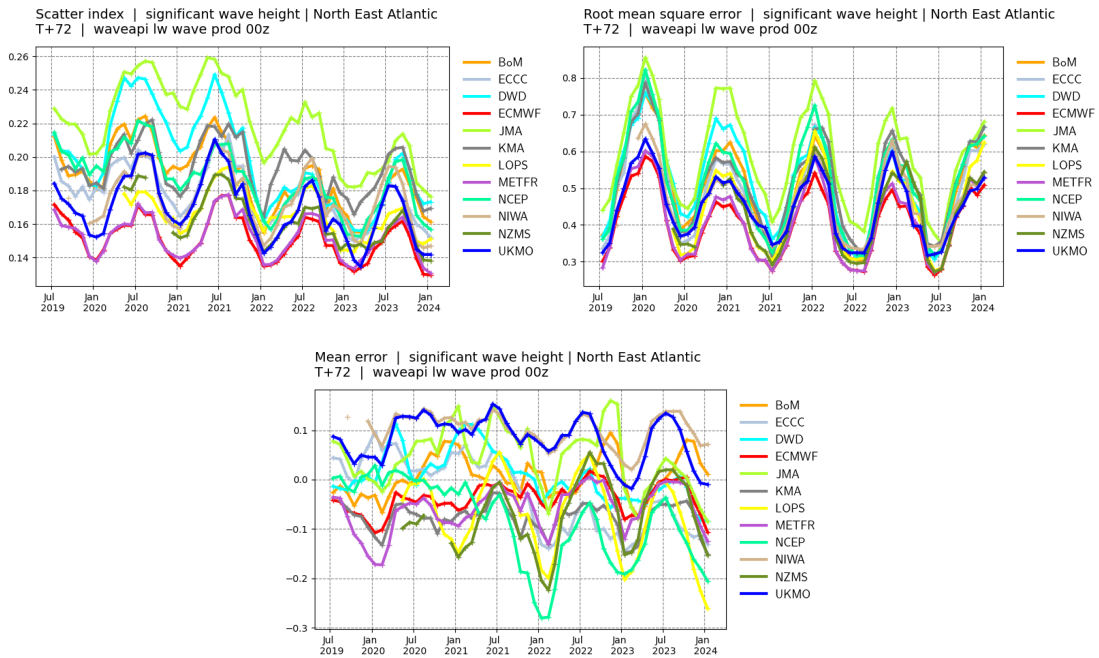 Scatter index | significant wave height | North East Atlantic
T+72 | waveapi lw wave prod 00z
0.26
0.24
0.22
0.20
0.18
0.16
0.14
Jul 2019
Jan 2020
Jul 2020
Jan 2021
Jul 2021
Jan 2022
Jul 2022
Jan 2023
Jul 2023
Jan 2024
BoM
ECCC
DWD
ECMWF
JMA
KMA
LOPS
METFR
NCEP
NIWA
NZMS
UKMO
Root mean square error | significant wave height | North East Atlantic
T+72 | waveapi lw wave prod 00z
0.8
0.7
0.6
0.5
0.4
0.3
Jul 2019
Jan 2020
Jul 2020
Jan 2021
Jul 2021
Jan 2022
Jul 2022
Jan 2023
Jul 2023
Jan 2024
BoM
ECCC
DWD
ECMWF
JMA
KMA
LOPS
METFR
NCEP
NIWA
NZMS
UKMO
Mean error | significant wave height | North East Atlantic
T+72 | waveapi lw wave prod 00z
0.1
0.0
−0.1
−0.2
−0.3
Jul 2019
Jan 2020
Jul 2020
Jan 2021
Jul 2021
Jan 2022
Jul 2022
Jan 2023
Jul 2023
Jan 2024
BoM
ECCC
DWD
ECMWF
JMA
KMA
LOPS
METFR
NCEP
NIWA
NZMS
UKMO